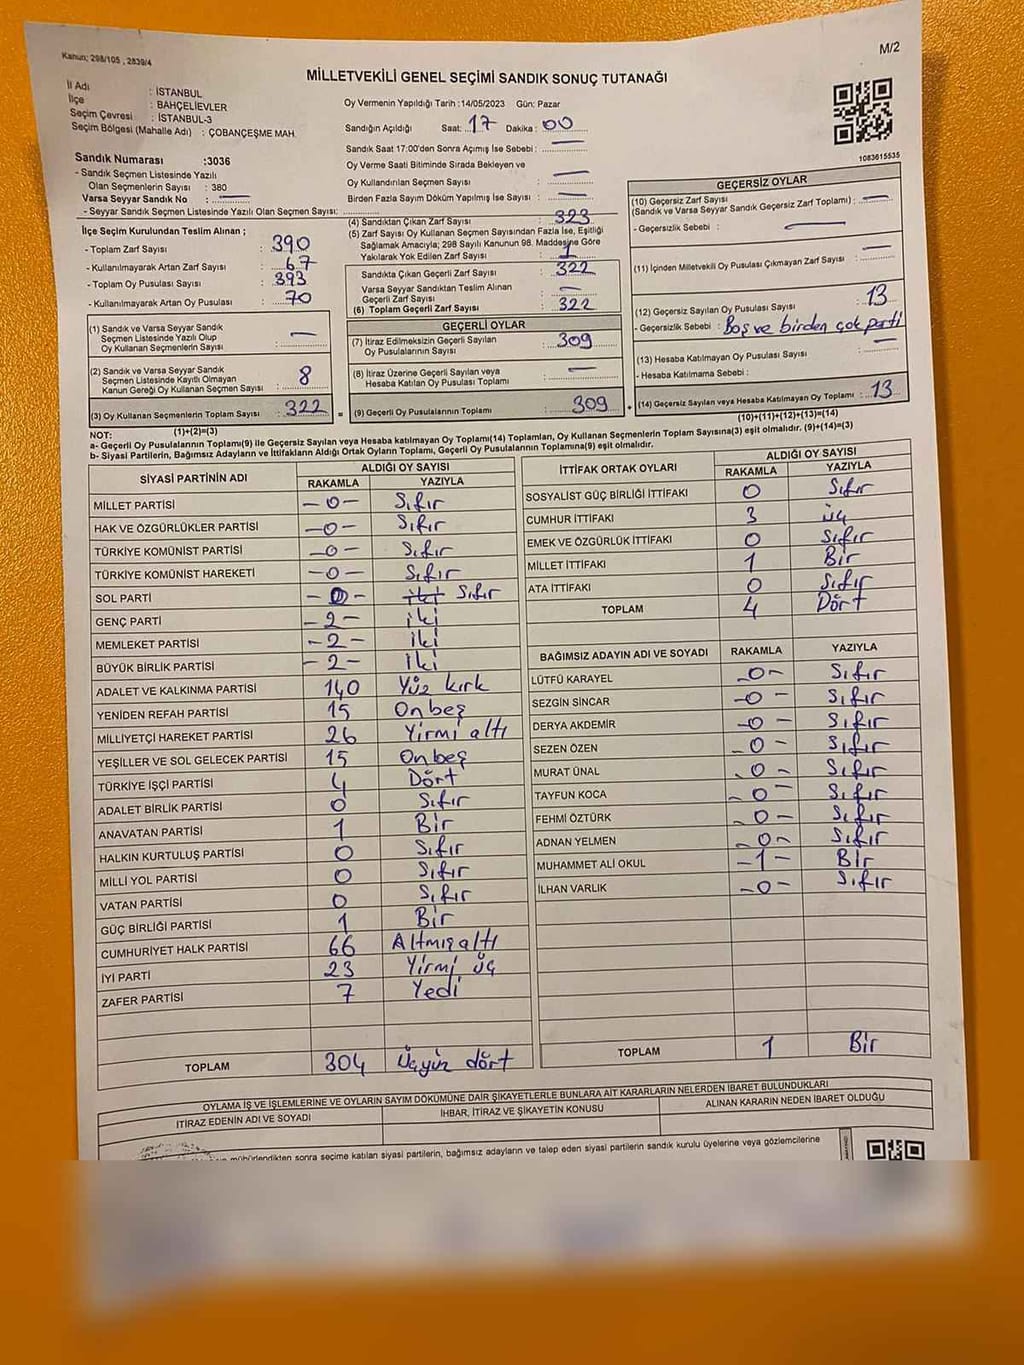 Kanun; 298/105 , 2839/4
M/2
MİLLETVEKİLİ GENEL SEÇİMİ SANDIK SONUÇ TUTANAĞI
İl Adı : İSTANBUL
İlçe : BAHÇELİEVLER
Seçim Çevresi : İSTANBUL-3
Seçim Bölgesi (Mahalle Adı) : ÇOBANÇEŞME MAH.
Oy Vermenin Yapıldığı Tarih :14/05/2023 Gün: Pazar
Sandığın Açıldığı Saat: 17 Dakika: 00
Sandık Saat 17:00'den Sonra Açımış İse Sebebi : —
Oy Verme Saati Bitiminde Sırada Bekleyen ve
Oy Kullandırılan Seçmen Sayısı : —
Birden Fazla Sayım Döküm Yapılmış İse Sayısı : —
1083615535
Sandık Numarası :3036
- Sandık Seçmen Listesinde Yazılı
Olan Seçmenlerin Sayısı : 380
Varsa Seyyar Sandık No : —
- Seyyar Sandık Seçmen Listesinde Yazılı Olan Seçmen Sayısı:
İlçe Seçim Kurulundan Teslim Alınan ;
- Toplam Zarf Sayısı : 390
- Kullanılmayarak Artan Zarf Sayısı : 67
- Toplam Oy Pusulası Sayısı : 393
- Kullanılmayarak Artan Oy Pusulası : 70
(1) Sandık ve Varsa Seyyar Sandık
Seçmen Listesinde Yazılı Olup
Oy Kullanan Seçmenlerin Sayısı : —
(2) Sandık ve Varsa Seyyar Sandık
Seçmen Listesinde Kayıtlı Olmayan
Kanun Gereği Oy Kullanan Seçmen Sayısı : 8
(3) Oy Kullanan Seçmenlerin Toplam Sayısı : 322 =
(1)+(2)=(3)
(4) Sandıktan Çıkan Zarf Sayısı : 323
(5) Zarf Sayısı Oy Kullanan Seçmen Sayısından Fazla İse, Eşitliği
Sağlamak Amacıyla; 298 Sayılı Kanunun 98. Maddesine Göre
Yakılarak Yok Edilen Zarf Sayısı : 1
Sandıkta Çıkan Geçerli Zarf Sayısı : 322
Varsa Seyyar Sandıktan Teslim Alınan
Geçerli Zarf Sayısı : —
(6) Toplam Geçerli Zarf Sayısı : 322
GEÇERLİ OYLAR
(7) İtiraz Edilmeksizin Geçerli Sayılan
Oy Pusulalarının Sayısı : 309
(8) İtiraz Üzerine Geçerli Sayılan veya
Hesaba Katılan Oy Pusulası Toplamı : —
(9) Geçerli Oy Pusulalarının Toplamı : 309 +
GEÇERSİZ OYLAR
(10) Geçersiz Zarf Sayısı
(Sandık ve Varsa Seyyar Sandık Geçersiz Zarf Toplamı) : —
- Geçersizlik Sebebi : —
(11) İçinden Milletvekili Oy Pusulası Çıkmayan Zarf Sayısı : —
(12) Geçersiz Sayılan Oy Pusulası Sayısı : 13
- Geçersizlik Sebebi : Boş ve birden çok parti
(13) Hesaba Katılmayan Oy Pusulası Sayısı : —
- Hesaba Katılmama Sebebi :
(14) Geçersiz Sayılan veya Hesaba Katılmayan Oy Toplamı : 13
(10)+(11)+(12)+(13)=(14)
NOT:
a- Geçerli Oy Pusulalarının Toplamı(9) ile Geçersiz Sayılan veya Hesaba katılmayan Oy Toplamı(14) Toplamları, Oy Kullanan Seçmenlerin Toplam Sayısına(3) eşit olmalıdır. (9)+(14)=(3)
b- Siyasi Partilerin, Bağımsız Adayların ve İttifakların Aldığı Ortak Oyların Toplamı, Geçerli Oy Pusulalarının Toplamına(9) eşit olmalıdır.
SİYASİ PARTİNİN ADI ALDIĞI OY SAYISI
RAKAMLA YAZIYLA
MİLLET PARTİSİ -0- Sıfır
HAK VE ÖZGÜRLÜKLER PARTİSİ -0- Sıfır
TÜRKİYE KOMÜNİST PARTİSİ -0- Sıfır
TÜRKİYE KOMÜNİST HAREKETİ -0- Sıfır
SOL PARTİ -0- iki Sıfır
GENÇ PARTİ -2- iki
MEMLEKET PARTİSİ -2- iki
BÜYÜK BİRLİK PARTİSİ -2- iki
ADALET VE KALKINMA PARTİSİ 140 Yüz kırk
YENİDEN REFAH PARTİSİ 15 Onbeş
MİLLİYETÇİ HAREKET PARTİSİ 26 Yirmi altı
YEŞİLLER VE SOL GELECEK PARTİSİ 15 Onbeş
TÜRKİYE İŞÇİ PARTİSİ 4 Dört
ADALET BİRLİK PARTİSİ 0 Sıfır
ANAVATAN PARTİSİ 1 Bir
HALKIN KURTULUŞ PARTİSİ 0 Sıfır
MİLLİ YOL PARTİSİ 0 Sıfır
VATAN PARTİSİ 0 Sıfır
GÜÇ BİRLİĞİ PARTİSİ 1 Bir
CUMHURİYET HALK PARTİSİ 66 Altmış altı
İYİ PARTİ 23 Yirmi üç
ZAFER PARTİSİ 7 Yedi
TOPLAM 304 Üçyüz dört
İTTİFAK ORTAK OYLARI ALDIĞI OY SAYISI
RAKAMLA YAZIYLA
SOSYALİST GÜÇ BİRLİĞİ İTTİFAKI 0 Sıfır
CUMHUR İTTİFAKI 3 üç
EMEK VE ÖZGÜRLÜK İTTİFAKI 0 Sıfır
MİLLET İTTİFAKI 1 Bir
ATA İTTİFAKI 0 Sıfır
TOPLAM 4 Dört
BAĞIMSIZ ADAYIN ADI VE SOYADI RAKAMLA YAZIYLA
LÜTFÜ KARAYEL -0- Sıfır
SEZGİN SİNCAR -0- Sıfır
DERYA AKDEMİR -0- Sıfır
SEZEN ÖZEN -0- Sıfır
MURAT ÜNAL -0- Sıfır
TAYFUN KOCA -0- Sıfır
FEHMİ ÖZTÜRK -0- Sıfır
ADNAN YELMEN -0- Sıfır
MUHAMMET ALİ OKUL -1- Bir
İLHAN VARLIK -0- Sıfır
TOPLAM 1 Bir
OYLAMA İŞ VE İŞLEMLERİNE VE OYLARIN SAYIM DÖKÜMÜNE DAİR ŞİKAYETLERLE BUNLARA AİT KARARLARIN NELERDEN İBARET BULUNDUKLARI
İTİRAZ EDENİN ADI VE SOYADI İHBAR, İTİRAZ VE ŞİKAYETİN KONUSU ALINAN KARARIN NEDEN İBARET OLDUĞU
mühürlendikten sonra seçime katılan siyasi partilerin, bağımsız adayların ve talep eden siyasi partilerin sandık kurulu üyelerine veya gözlemcilerine